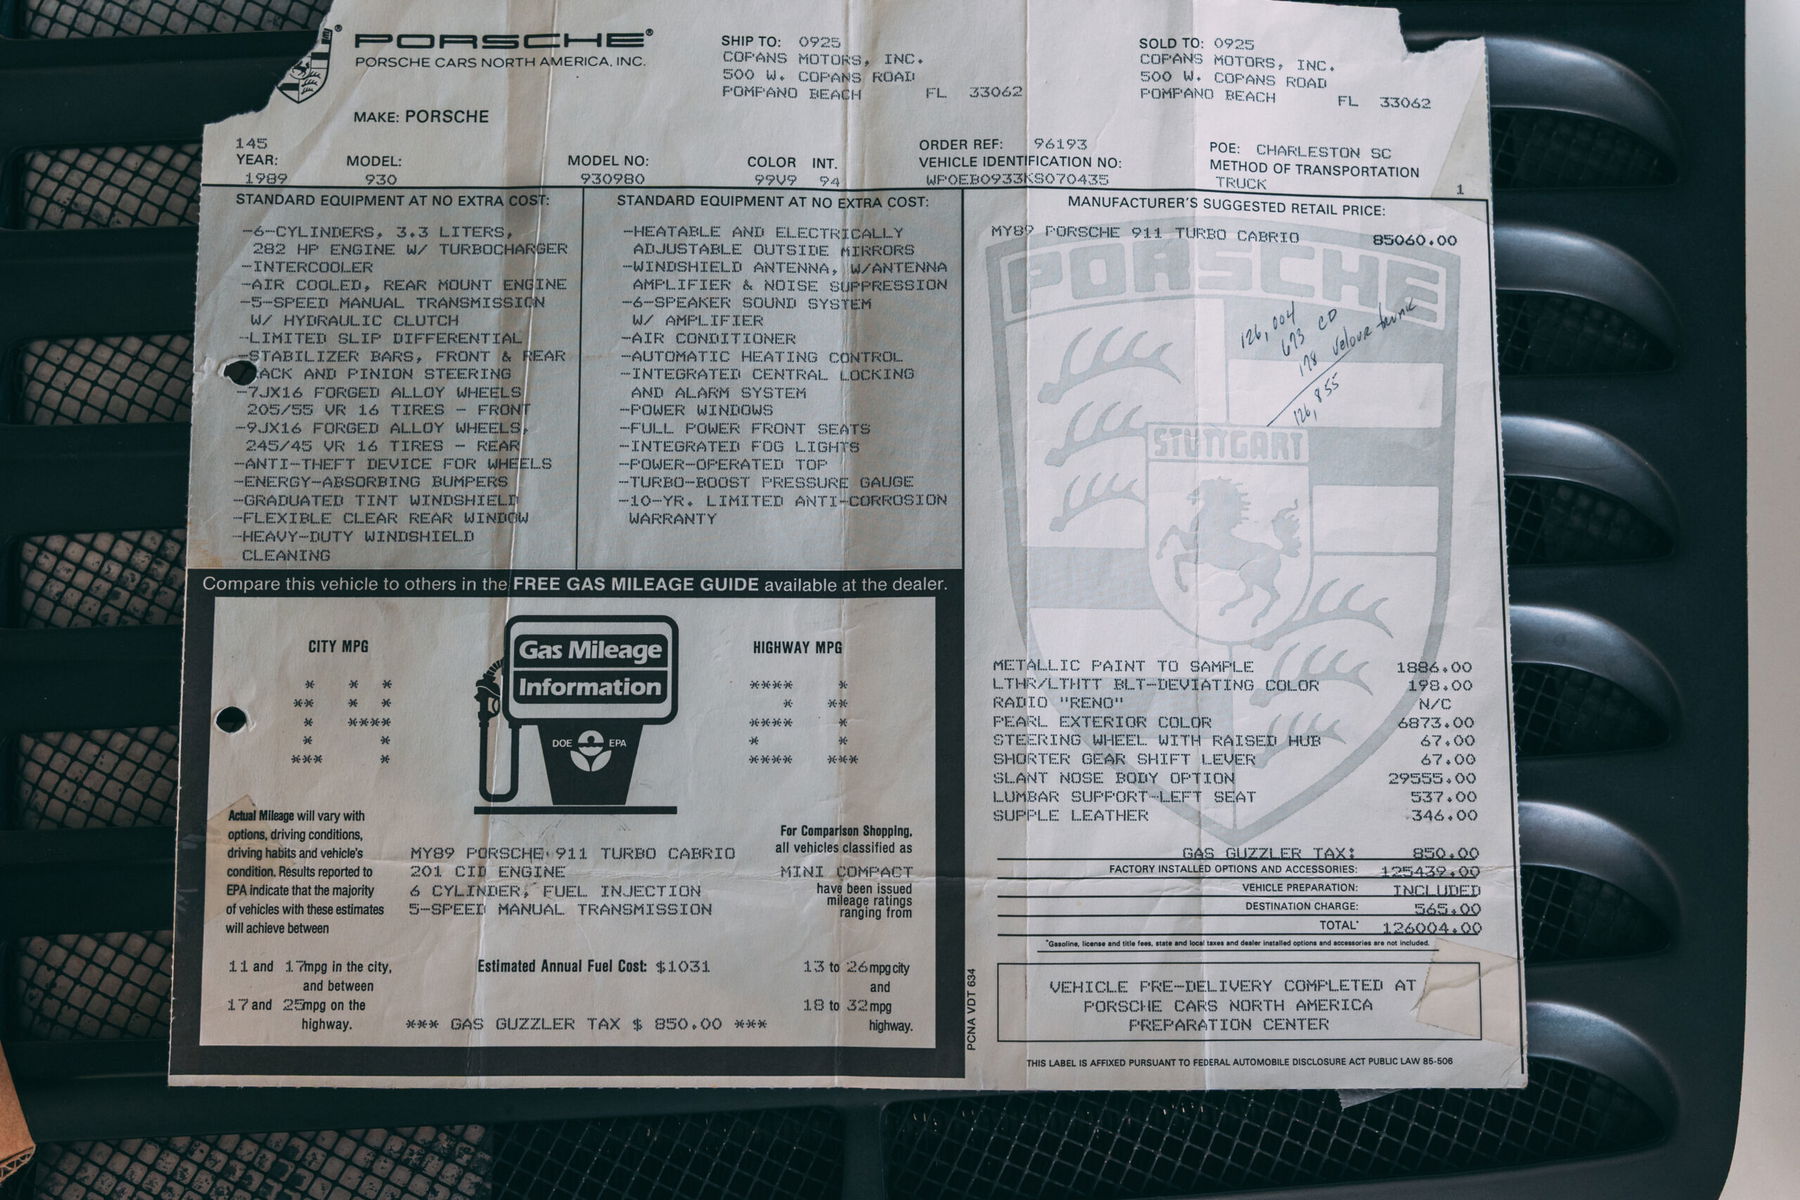 PORSCHE®
PORSCHE CARS NORTH AMERICA, INC.
MAKE: PORSCHE
SHIP TO: 0925
COPANS MOTORS, INC.
500 W. COPANS ROAD
POMPANO BEACH FL 33062
SOLD TO: 0925
COPANS MOTORS, INC.
500 W. COPANS ROAD
POMPANO BEACH FL 33062
145
YEAR: MODEL: MODEL NO: COLOR INT.
1989 930 930980 99V9 94
ORDER REF: 96193
VEHICLE IDENTIFICATION NO:
WP0EB0933KS070435
POE: CHARLESTON SC
METHOD OF TRANSPORTATION
TRUCK 1
STANDARD EQUIPMENT AT NO EXTRA COST:
-6-CYLINDERS, 3.3 LITERS,
282 HP ENGINE W/ TURBOCHARGER
-INTERCOOLER
-AIR COOLED, REAR MOUNT ENGINE
-5-SPEED MANUAL TRANSMISSION
W/ HYDRAULIC CLUTCH
-LIMITED SLIP DIFFERENTIAL
-STABILIZER BARS, FRONT & REAR
ACK AND PINION STEERING
-7JX16 FORGED ALLOY WHEELS
205/55 VR 16 TIRES - FRONT
-9JX16 FORGED ALLOY WHEELS,
245/45 VR 16 TIRES - REAR
-ANTI-THEFT DEVICE FOR WHEELS
-ENERGY-ABSORBING BUMPERS
-GRADUATED TINT WINDSHIELD
-FLEXIBLE CLEAR REAR WINDOW
-HEAVY-DUTY WINDSHIELD
CLEANING
STANDARD EQUIPMENT AT NO EXTRA COST:
-HEATABLE AND ELECTRICALLY
ADJUSTABLE OUTSIDE MIRRORS
-WINDSHIELD ANTENNA, W/ANTENNA
AMPLIFIER & NOISE SUPPRESSION
-6-SPEAKER SOUND SYSTEM
W/ AMPLIFIER
-AIR CONDITIONER
-AUTOMATIC HEATING CONTROL
-INTEGRATED CENTRAL LOCKING
AND ALARM SYSTEM
-POWER WINDOWS
-FULL POWER FRONT SEATS
-INTEGRATED FOG LIGHTS
-POWER-OPERATED TOP
-TURBO-BOOST PRESSURE GAUGE
-10-YR. LIMITED ANTI-CORROSION
WARRANTY
MANUFACTURER'S SUGGESTED RETAIL PRICE:
MY89 PORSCHE 911 TURBO CABRIO 85060.00
PORSCHE
126,004
673 CD
178 velour trunk
126,855
STUTTGART
METALLIC PAINT TO SAMPLE 1886.00
LTHR/LTHTT BLT-DEVIATING COLOR 198.00
RADIO "RENO" N/C
PEARL EXTERIOR COLOR 6873.00
STEERING WHEEL WITH RAISED HUB 67.00
SHORTER GEAR SHIFT LEVER 67.00
SLANT NOSE BODY OPTION 29555.00
LUMBAR SUPPORT-LEFT SEAT 537.00
SUPPLE LEATHER 346.00
GAS GUZZLER TAX: 850.00
FACTORY INSTALLED OPTIONS AND ACCESSORIES: 125439.00
VEHICLE PREPARATION: INCLUDED
DESTINATION CHARGE: 565.00
TOTAL* 126004.00
*Gasoline, license and title fees, state and local taxes and dealer installed options and accessories are not included.
VEHICLE PRE-DELIVERY COMPLETED AT
PORSCHE CARS NORTH AMERICA
PREPARATION CENTER
THIS LABEL IS AFFIXED PURSUANT TO FEDERAL AUTOMOBILE DISCLOSURE ACT PUBLIC LAW 85-506
PCNA VDT 634
Compare this vehicle to others in the FREE GAS MILEAGE GUIDE available at the dealer.
CITY MPG
14
Gas Mileage
Information
DOE EPA
HIGHWAY MPG
21
Actual Mileage will vary with
options, driving conditions,
driving habits and vehicle's
condition. Results reported to
EPA indicate that the majority
of vehicles with these estimates
will achieve between
11 and 17mpg in the city,
and between
17 and 25mpg on the
highway.
MY89 PORSCHE 911 TURBO CABRIO
201 CID ENGINE
6 CYLINDER, FUEL INJECTION
5-SPEED MANUAL TRANSMISSION
Estimated Annual Fuel Cost: $1031
*** GAS GUZZLER TAX $ 850.00 ***
For Comparison Shopping,
all vehicles classified as
MINI COMPACT
have been issued
mileage ratings
ranging from
13 to 26mpg city
and
18 to 32mpg
highway.